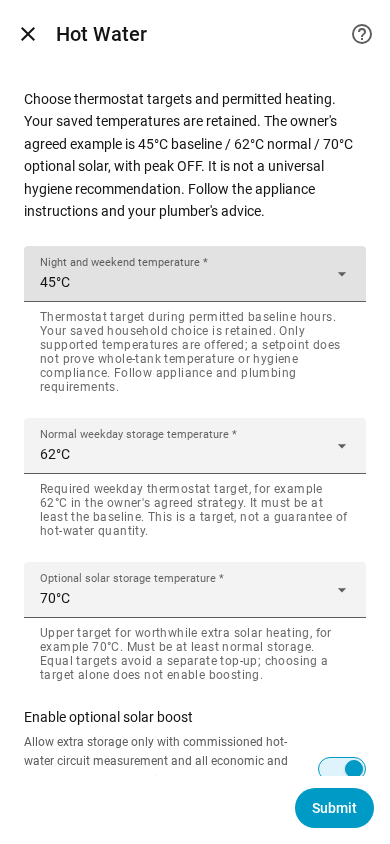 Hot Water
Choose thermostat targets and permitted heating.
Your saved temperatures are retained. The owner's
agreed example is 45°C baseline / 62°C normal / 70°C
optional solar, with peak OFF. It is not a universal
hygiene recommendation. Follow the appliance
instructions and your plumber's advice.
Night and weekend temperature *
45°C
Thermostat target during permitted baseline hours.
Your saved household choice is retained. Only
supported temperatures are offered; a setpoint does
not prove whole-tank temperature or hygiene
compliance. Follow appliance and plumbing
requirements.
Normal weekday storage temperature *
62°C
Required weekday thermostat target, for example
62°C in the owner's agreed strategy. It must be at
least the baseline. This is a target, not a guarantee of
hot-water quantity.
Optional solar storage temperature *
70°C
Upper target for worthwhile extra solar heating, for
example 70°C. Must be at least normal storage.
Equal targets avoid a separate top-up; choosing a
target alone does not enable boosting.
Enable optional solar boost
Allow extra storage only with commissioned hot-
water circuit measurement and all economic and
Submit